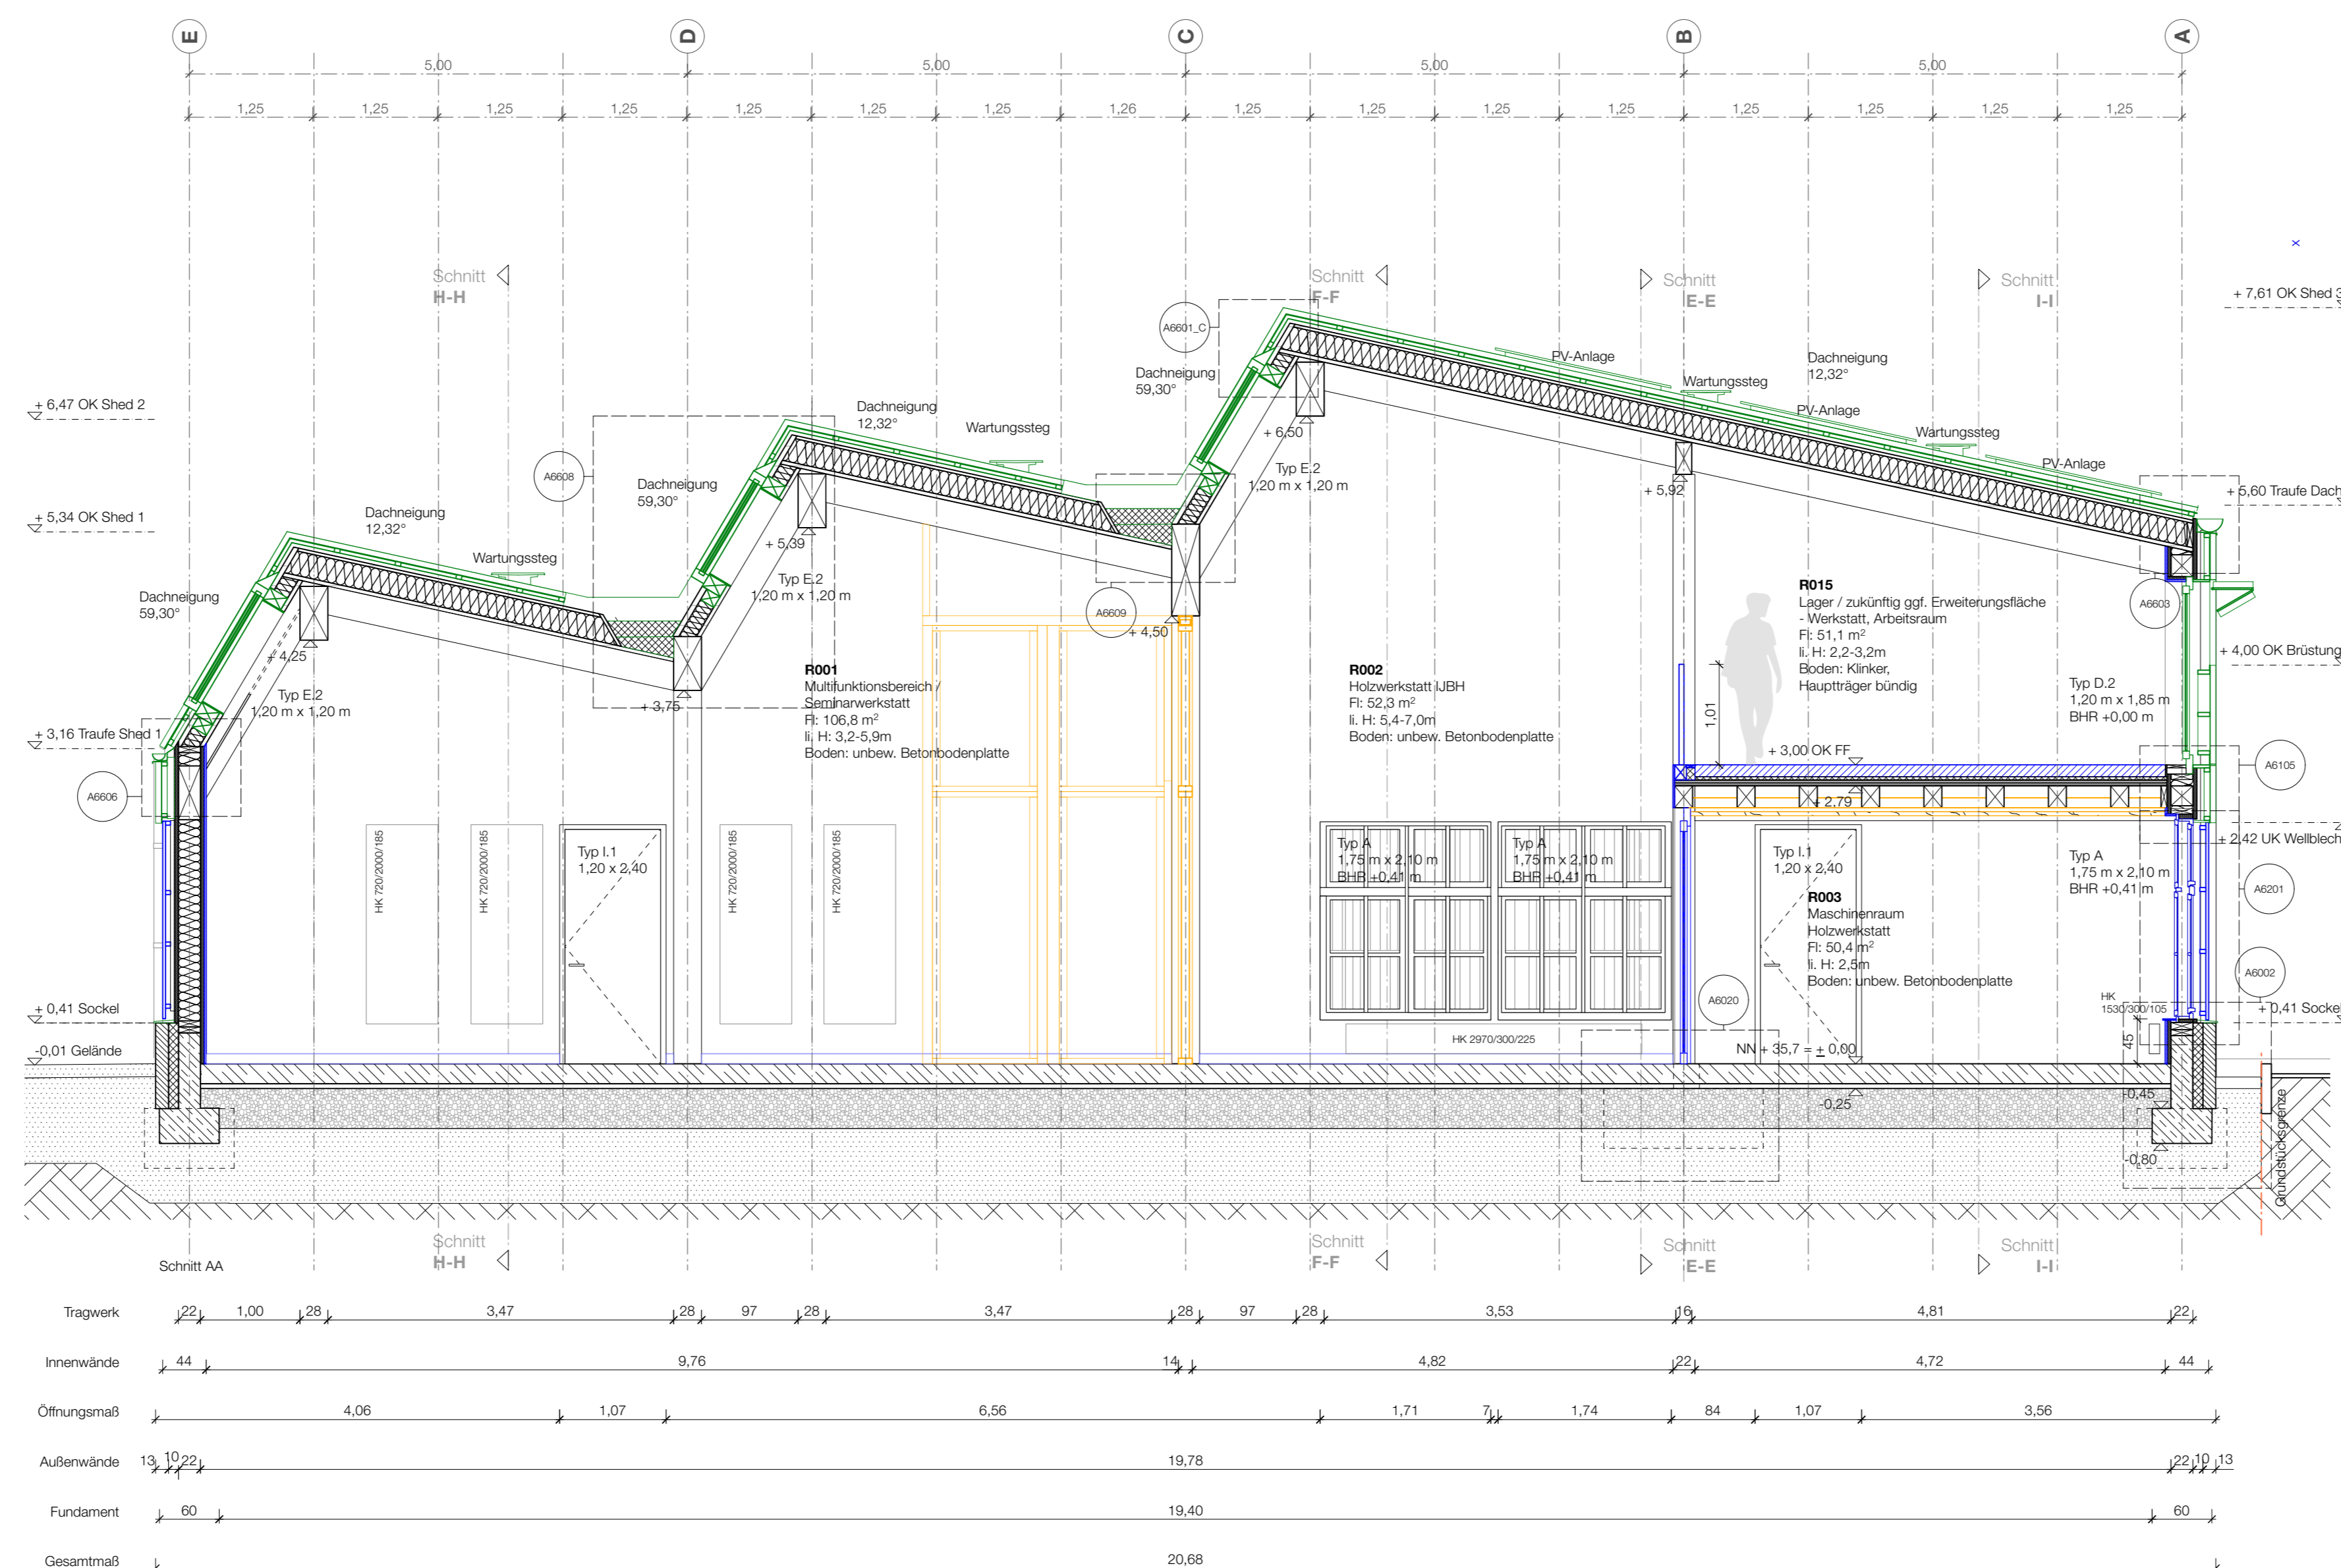 E D C B A
5,00 5,00 5,00 5,00
1,25 1,25 1,25 1,25 1,25 1,25 1,25 1,26 1,25 1,25 1,25 1,25 1,25 1,25 1,25 1,25
Schnitt
H-H
Schnitt
F-F
Schnitt
E-E
Schnitt
I-I
x
+ 7,61 OK Shed 3
A6601_C
Dachneigung
59,30°
PV-Anlage
Wartungssteg
Dachneigung
12,32°
PV-Anlage
Wartungssteg
PV-Anlage
+ 6,47 OK Shed 2
Dachneigung
12,32°
Wartungssteg
+ 6,50
Typ E.2
1,20 m x 1,20 m
+ 5,92
A6608
Dachneigung
59,30°
+ 5,60 Traufe Dach
+ 5,34 OK Shed 1
Dachneigung
12,32°
Wartungssteg
+ 5,39
Typ E.2
1,20 m x 1,20 m
Dachneigung
59,30°
A6609
+ 4,50
A6603
R015
Lager / zukünftig ggf. Erweiterungsfläche
- Werkstatt, Arbeitsraum
Fl: 51,1 m²
li. H: 2,2-3,2m
Boden: Klinker,
Hauptträger bündig
+ 4,25
Typ E.2
1,20 m x 1,20 m
+ 3,75
R001
Multifunktionsbereich /
Seminarwerkstatt
Fl: 106,8 m²
li. H: 3,2-5,9m
Boden: unbew. Betonbodenplatte
R002
Holzwerkstatt IJBH
Fl: 52,3 m²
li. H: 5,4-7,0m
Boden: unbew. Betonbodenplatte
+ 4,00 OK Brüstung
Typ D.2
1,20 m x 1,85 m
BHR +0,00 m
1,01
+ 3,16 Traufe Shed 1
+ 3,00 OK FF
A6606
A6105
+ 2,79
HK 720/2000/185
HK 720/2000/185
Typ I.1
1,20 x 2,40
HK 720/2000/185
HK 720/2000/185
Typ A
1,75 m x 2,10 m
BHR +0,41 m
Typ A
1,75 m x 2,10 m
BHR +0,41 m
Typ I.1
1,20 x 2,40
Typ A
1,75 m x 2,10 m
BHR +0,41 m
+ 2,42 UK Wellblech
A6201
R003
Maschinenraum
Holzwerkstatt
Fl: 50,4 m²
li. H: 2,5m
Boden: unbew. Betonbodenplatte
A6002
A6020
HK
1530/300/105
+ 0,41 Sockel
+ 0,41 Sockel
45
HK 2970/300/225
NN + 35,7 = ± 0,00
-0,01 Gelände
-0,25
-0,45
-0,80
Grundstücksgrenze
Schnitt
H-H
Schnitt
F-F
Schnitt
E-E
Schnitt
I-I
Schnitt AA
Tragwerk 22 1,00 28 3,47 28 97 28 3,47 28 97 28 3,53 16 4,81 22
Innenwände 44 9,76 14 4,82 22 4,72 44
Öffnungsmaß 4,06 1,07 6,56 1,71 7 1,74 84 1,07 3,56
Außenwände 13 10 22 19,78 22 10 13
Fundament 60 19,40 60
Gesamtmaß 20,68